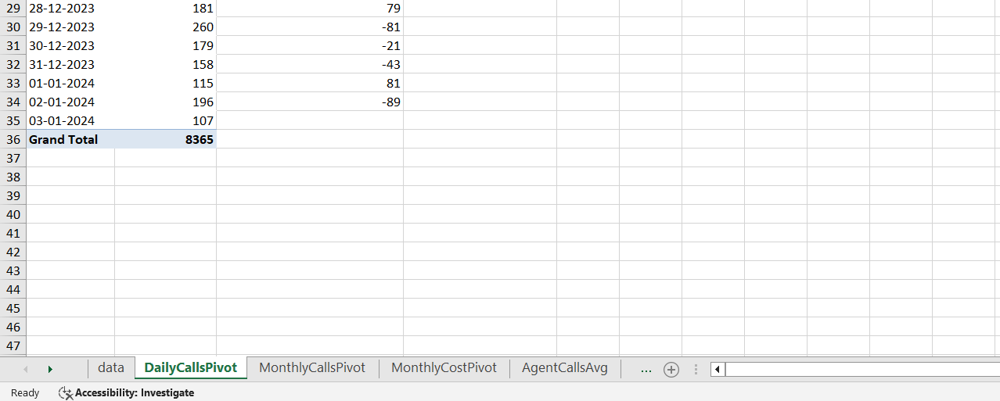 29 28-12-2023 181 79
30 29-12-2023 260 -81
31 30-12-2023 179 -21
32 31-12-2023 158 -43
33 01-01-2024 115 81
34 02-01-2024 196 -89
35 03-01-2024 107
36 Grand Total 8365
37
38
39
40
41
42
43
44
45
46
47
data DailyCallsPivot MonthlyCallsPivot MonthlyCostPivot AgentCallsAvg ...
Ready Accessibility: Investigate